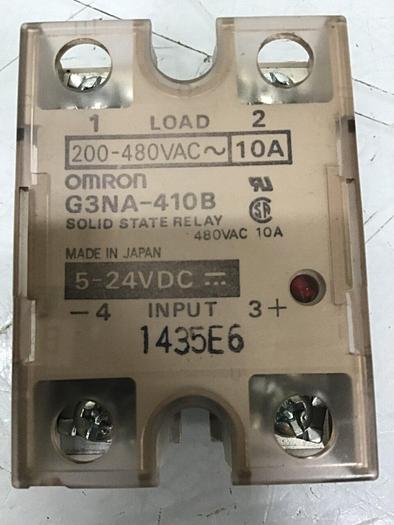 1 LOAD 2
200-480VAC~ 10A
OMRON
G3NA-410B
SOLID STATE RELAY
480VAC 10A
MADE IN JAPAN
5-24VDC ⎓
-4 INPUT 3+
1435E6